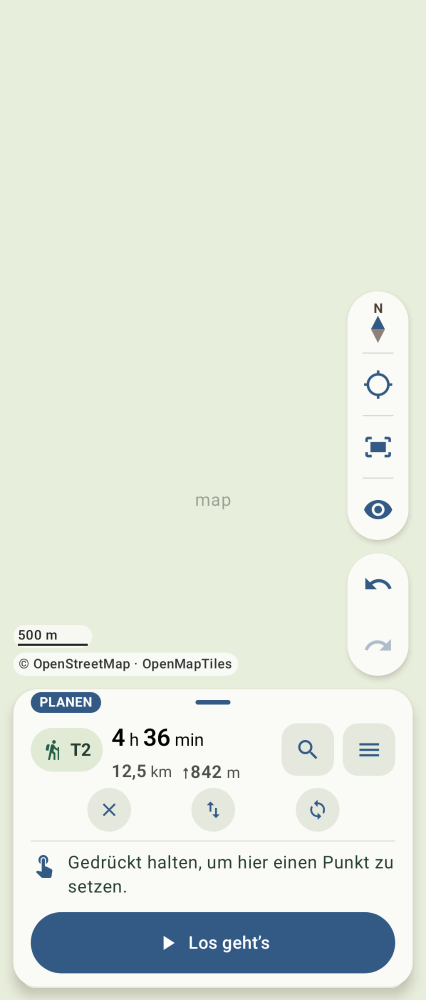 N
map
500 m
© OpenStreetMap · OpenMapTiles
PLANEN
T2
4 h 36 min
12,5 km ↑842 m
Gedrückt halten, um hier einen Punkt zu
setzen.
Los geht’s